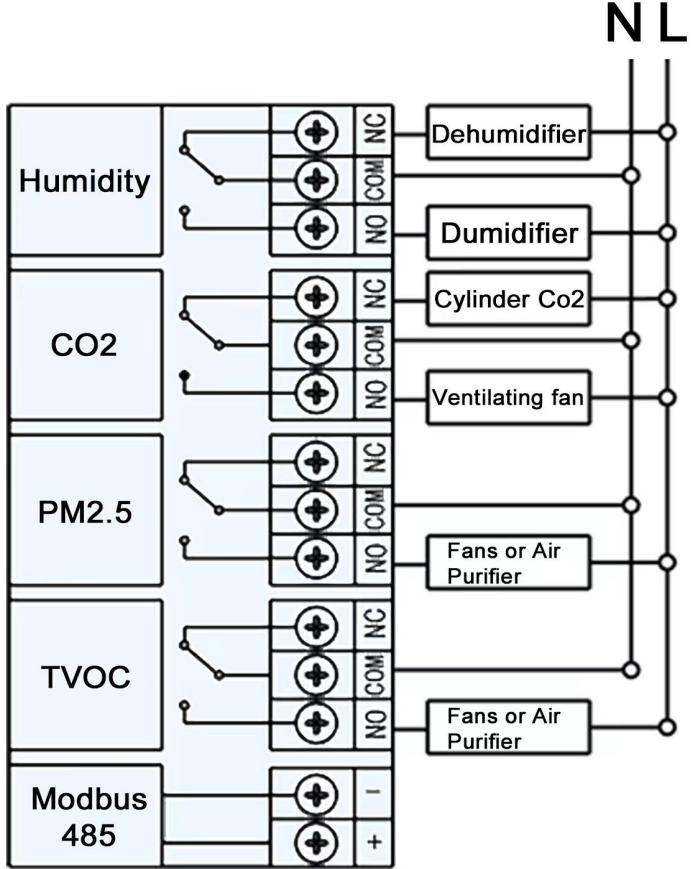 N L
Humidity
NC
COM
NO
Dehumidifier
Dumidifier
CO2
NC
COM
NO
Cylinder Co2
Ventilating fan
PM2.5
NC
COM
NO
Fans or Air
Purifier
TVOC
NC
COM
NO
Fans or Air
Purifier
Modbus
485
-
+